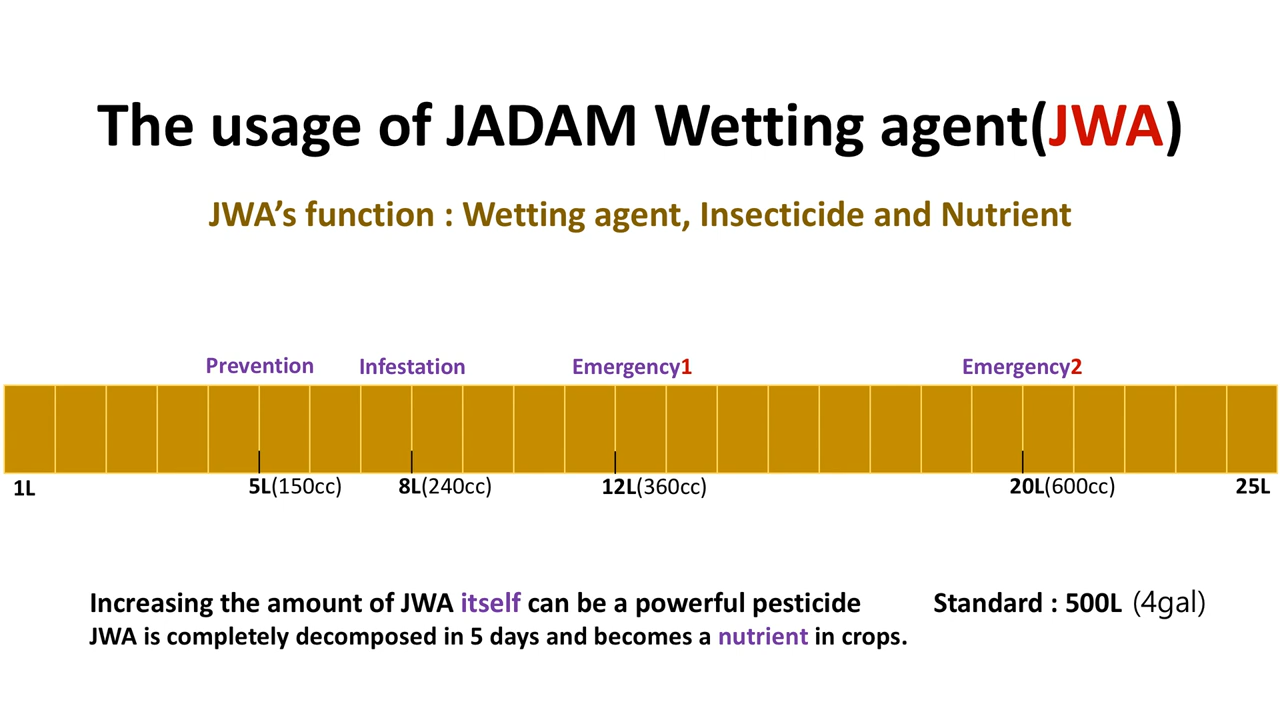 The usage of JADAM Wetting agent(JWA)
JWA’s function : Wetting agent, Insecticide and Nutrient
Prevention Infestation Emergency1 Emergency2
1L 5L(150cc) 8L(240cc) 12L(360cc) 20L(600cc) 25L
Increasing the amount of JWA itself can be a powerful pesticide Standard : 500L (4gal)
JWA is completely decomposed in 5 days and becomes a nutrient in crops.